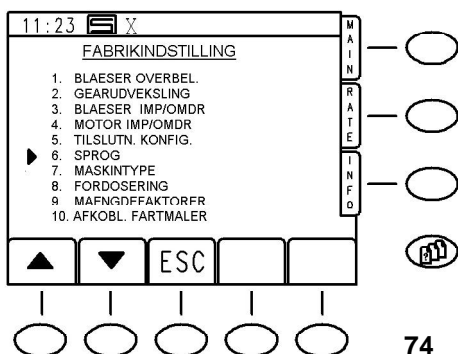 11:23 S X
FABRIKINDSTILLING
1. BLAESER OVERBEL.
2. GEARUDVEKSLING
3. BLAESER IMP/OMDR
4. MOTOR IMP/OMDR
5. TILSLUTN. KONFIG.
6. SPROG
7. MASKINTYPE
8. FORDOSERING
9 MAENGDEFAKTORER
10. AFKOBL. FARTMALER
MAIN
RATE
INFO
ESC
74